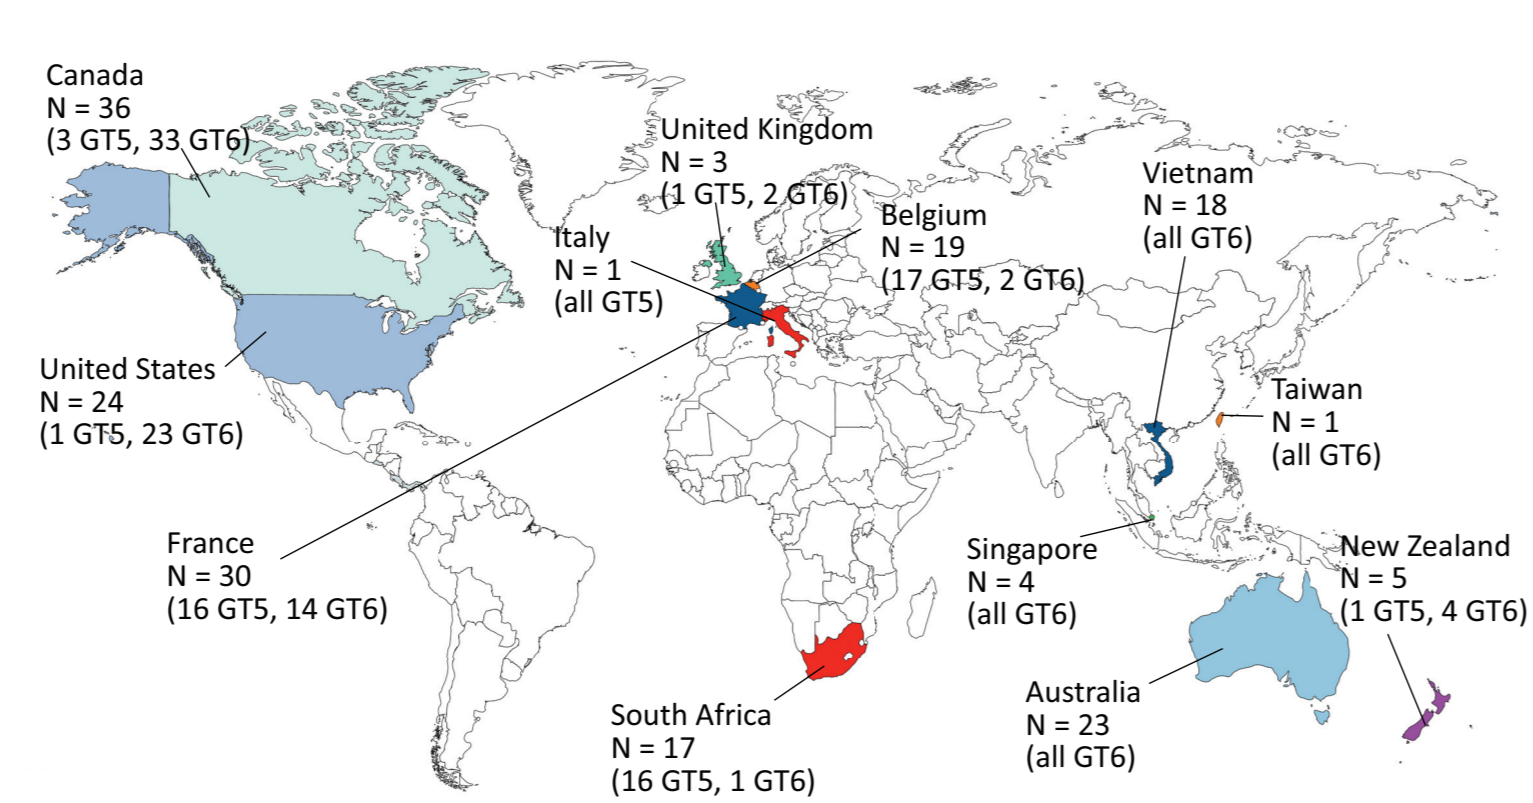 Canada
N = 36
(3 GT5, 33 GT6)
United Kingdom
N = 3
(1 GT5, 2 GT6)
Vietnam
N = 18
(all GT6)
Belgium
N = 19
(17 GT5, 2 GT6)
Italy
N = 1
(all GT5)
United States
N = 24
(1 GT5, 23 GT6)
Taiwan
N = 1
(all GT6)
France
N = 30
(16 GT5, 14 GT6)
Singapore
N = 4
(all GT6)
New Zealand
N = 5
(1 GT5, 4 GT6)
South Africa
N = 17
(16 GT5, 1 GT6)
Australia
N = 23
(all GT6)